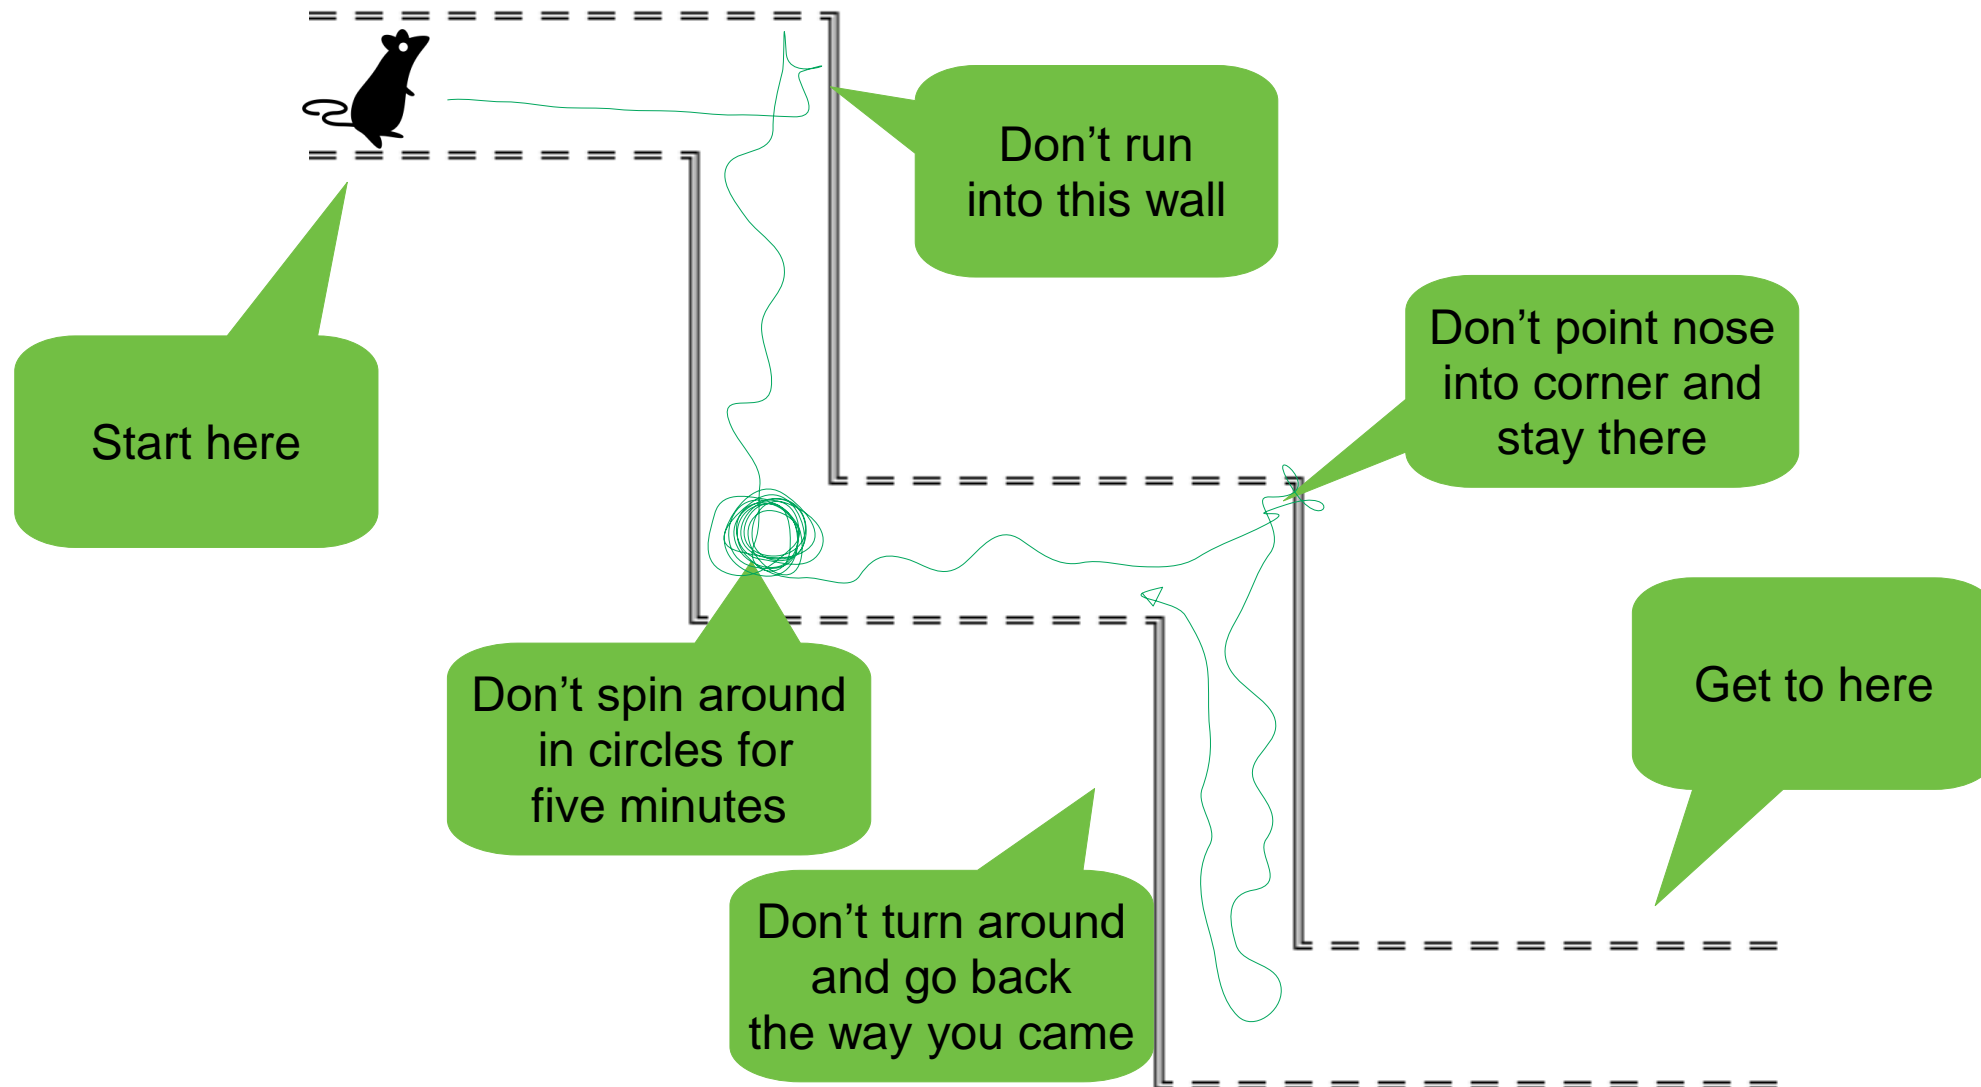 Don’t run
into this wall
Start here
Don’t point nose
into corner and
stay there
Don’t spin around
in circles for
five minutes
Get to here
Don’t turn around
and go back
the way you came